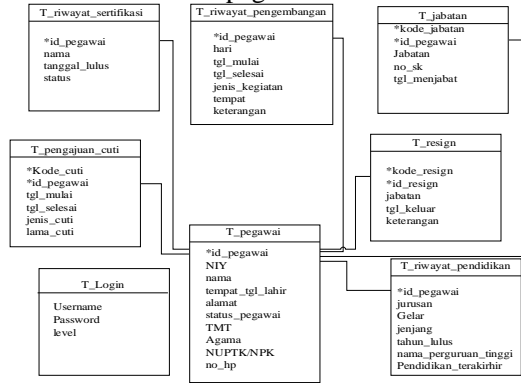 T_riwayat_sertifikasi
*id_pegawai
nama
tanggal_lulus
status
T_riwayat_pengembangan
*id_pegawai
hari
tgl_mulai
tgl_selesai
jenis_kegiatan
tempat
keterangan
T_jabatan
*kode_jabatan
*id_pegawai
Jabatan
no_sk
tgl_menjabat
T_pengajuan_cuti
*Kode_cuti
*id_pegawai
tgl_mulai
tgl_selesai
jenis_cuti
lama_cuti
T_resign
*kode_resign
*id_resign
jabatan
tgl_keluar
keterangan
T_pegawai
*id_pegawai
NIY
nama
tempat_tgl_lahir
alamat
status_pegawai
TMT
Agama
NUPTK/NPK
no_hp
T_Login
Username
Password
level
T_riwayat_pendidikan
*id_pegawai
jurusan
Gelar
jenjang
tahun_lulus
nama_perguruan_tinggi
Pendidikan_terakirhir